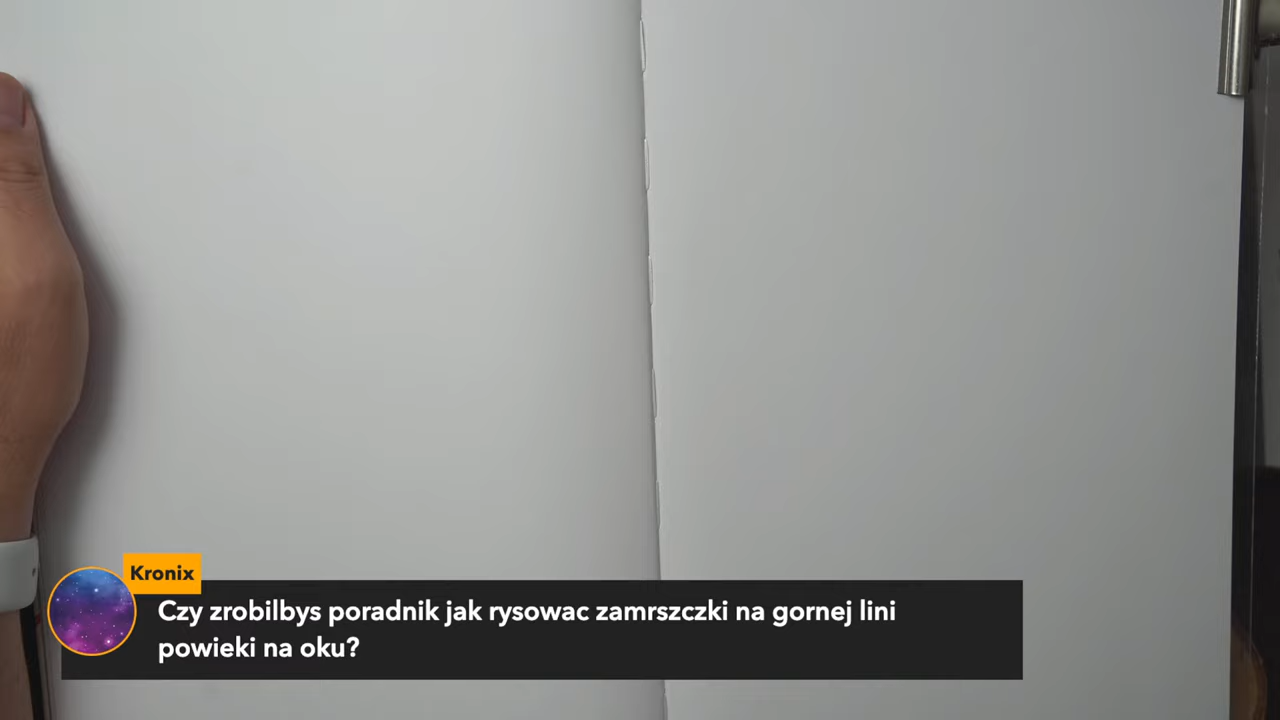 Kronix
Czy zrobilbys poradnik jak rysowac zamrszczki na gornej lini
powieki na oku?